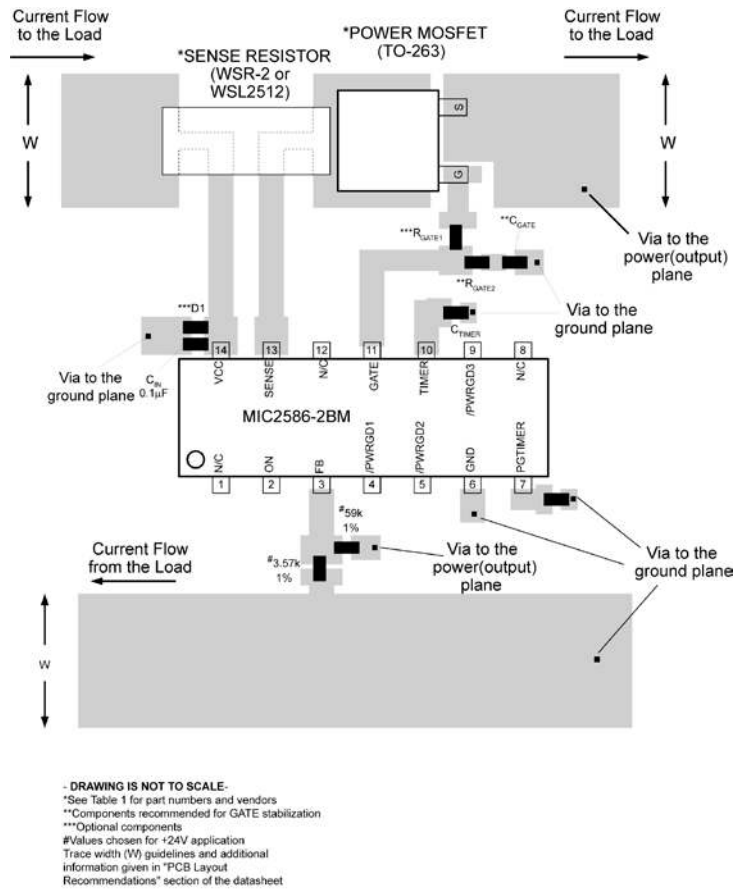 Current Flow
to the Load
*SENSE RESISTOR
(WSR-2 or
WSL2512)
*POWER MOSFET
(TO-263)
Current Flow
to the Load
W
W
S
G
***RGATE1
**CGATE
**RGATE2
Via to the
power(output)
plane
***D1
CTIMER
Via to the
ground plane
Via to the
ground plane
CIN
0.1µF
14
13
12
11
10
9
8
VCC
SENSE
N/C
GATE
TIMER
/PWRGD3
N/C
MIC2586-2BM
N/C
ON
FB
/PWRGD1
/PWRGD2
GND
PGTIMER
1
2
3
4
5
6
7
#59k
1%
#3.57k
1%
Via to the
power(output)
plane
Current Flow
from the Load
Via to the
ground plane
W
- DRAWING IS NOT TO SCALE-
*See Table 1 for part numbers and vendors
**Components recommended for GATE stabilization
***Optional components
#Values chosen for +24V application
Trace width (W) guidelines and additional
information given in "PCB Layout
Recommendations" section of the datasheet